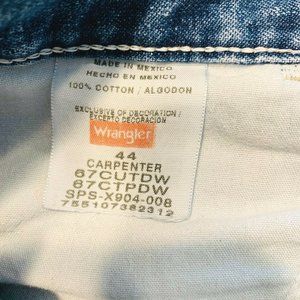 MADE IN MEXICO
HECHO EN MEXICO
100% COTTON / ALGODON
EXCLUSIVE OF DECORATION /
EXCEPTO DECORACION
Wrangler
44
CARPENTER
67CUTDW
67CTPDW
SPS-X904-008
755107382312